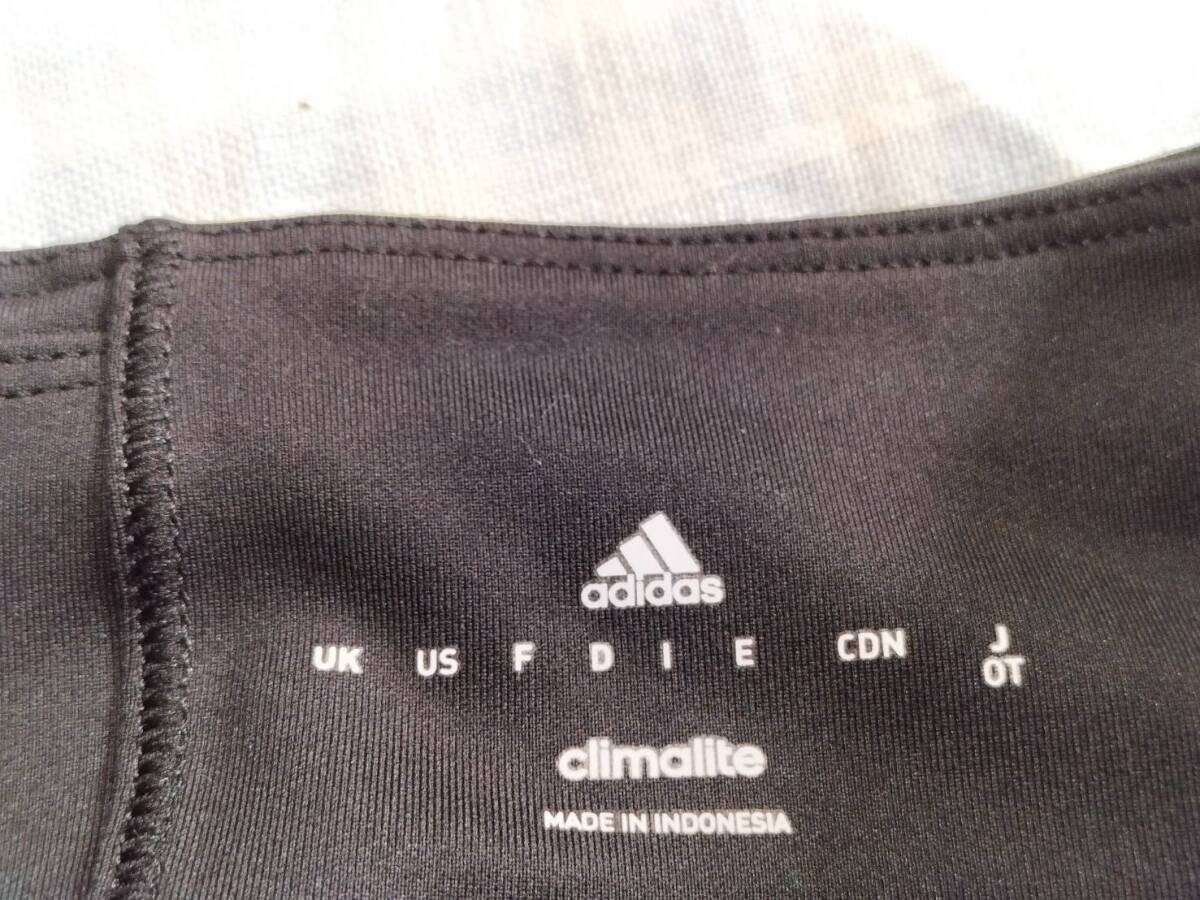 adidas
UK US F D I E CDN J
OT
climalite
MADE IN INDONESIA